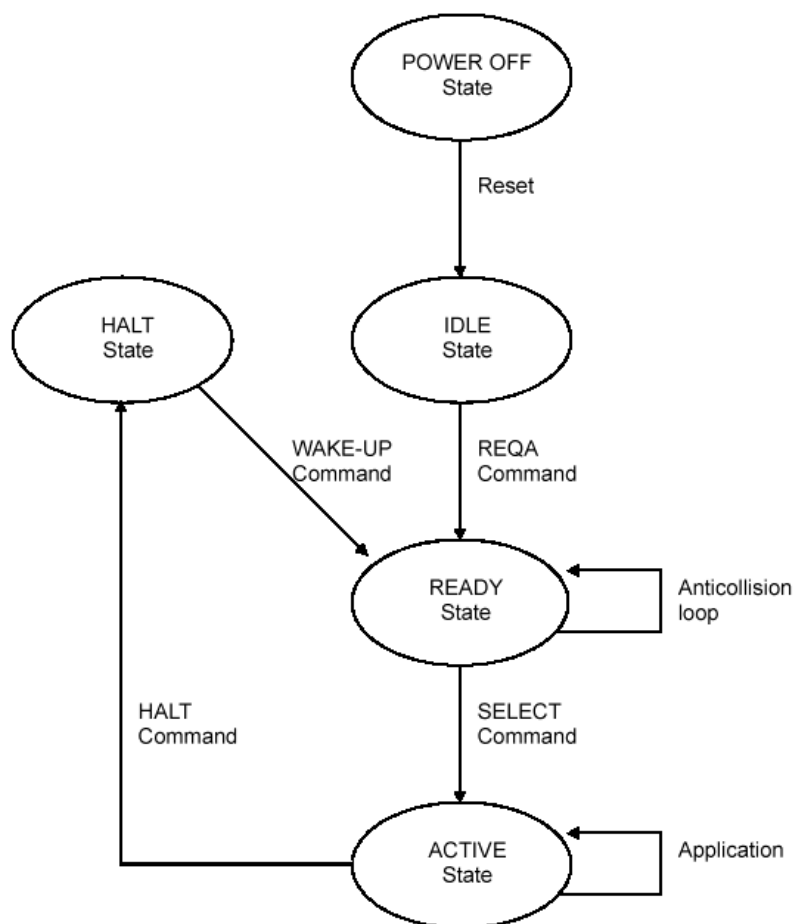 POWER OFF
State
Reset
HALT
State
IDLE
State
WAKE-UP
Command
REQA
Command
READY
State
Anticollision
loop
HALT
Command
SELECT
Command
ACTIVE
State
Application